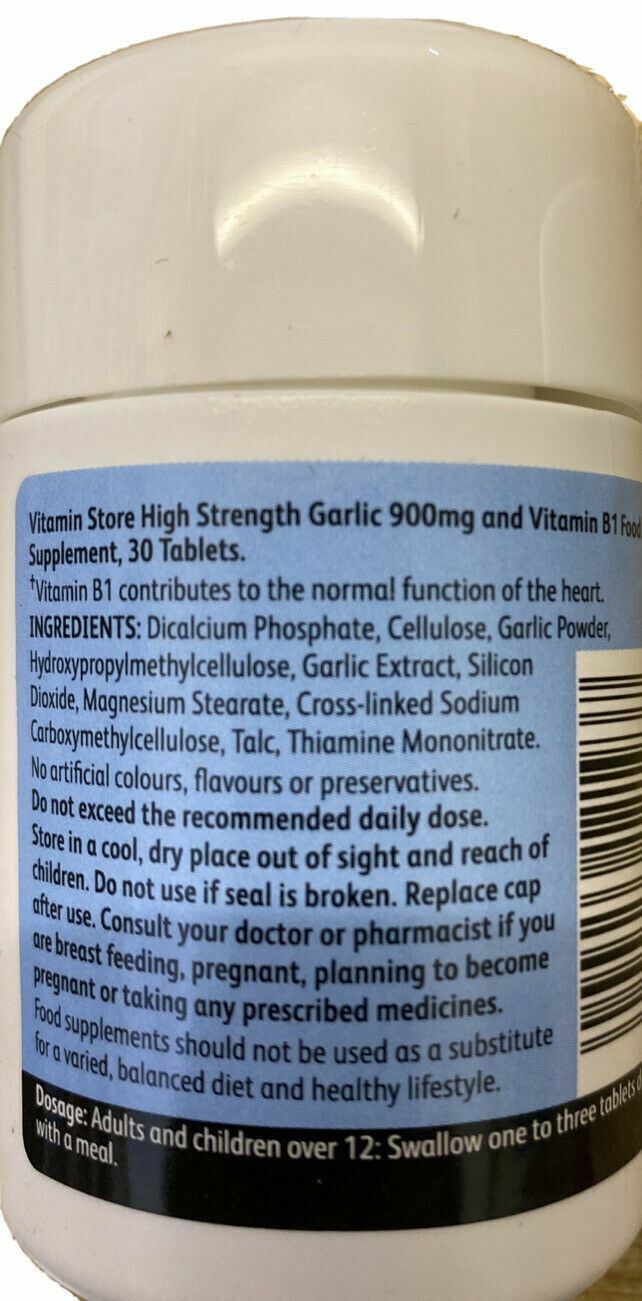 Vitamin Store High Strength Garlic 900mg and Vitamin B1 Food
Supplement, 30 Tablets.
†Vitamin B1 contributes to the normal function of the heart.
INGREDIENTS: Dicalcium Phosphate, Cellulose, Garlic Powder,
Hydroxypropylmethylcellulose, Garlic Extract, Silicon
Dioxide, Magnesium Stearate, Cross-linked Sodium
Carboxymethylcellulose, Talc, Thiamine Mononitrate.
No artificial colours, flavours or preservatives.
Do not exceed the recommended daily dose.
Store in a cool, dry place out of sight and reach of
children. Do not use if seal is broken. Replace cap
after use. Consult your doctor or pharmacist if you
are breast feeding, pregnant, planning to become
pregnant or taking any prescribed medicines.
Food supplements should not be used as a substitute
for a varied, balanced diet and healthy lifestyle.
Dosage: Adults and children over 12: Swallow one to three tablets
with a meal.